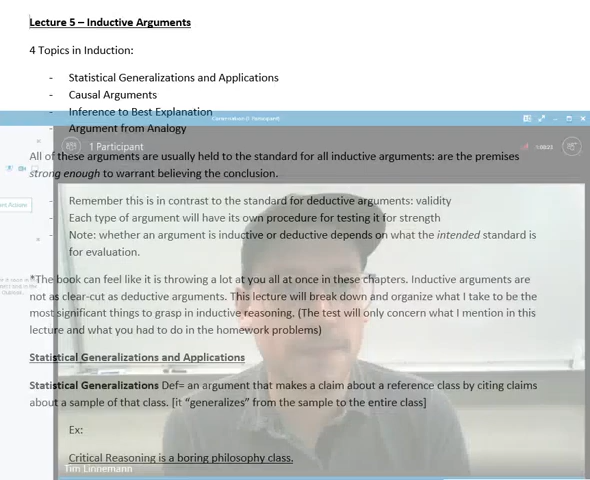 Lecture 5 – Inductive Arguments
4 Topics in Induction:
- Statistical Generalizations and Applications
- Causal Arguments
- Inference to Best Explanation
- Argument from Analogy
1 Participant
All of these arguments are usually held to the standard for all inductive arguments: are the premises
strong enough to warrant believing the conclusion.
- Remember this is in contrast to the standard for deductive arguments: validity
- Each type of argument will have its own procedure for testing it for strength
- Note: whether an argument is inductive or deductive depends on what the intended standard is
for evaluation.
*The book can feel like it is throwing a lot at you all at once in these chapters. Inductive arguments are
not as clear-cut as deductive arguments. This lecture will break down and organize what I take to be the
most significant things to grasp in inductive reasoning. (The test will only concern what I mention in this
lecture and what you had to do in the homework problems)
Statistical Generalizations and Applications
Statistical Generalizations Def= an argument that makes a claim about a reference class by citing claims
about a sample of that class. [it “generalizes” from the sample to the entire class]
Ex:
Critical Reasoning is a boring philosophy class.
Tim Linnemann